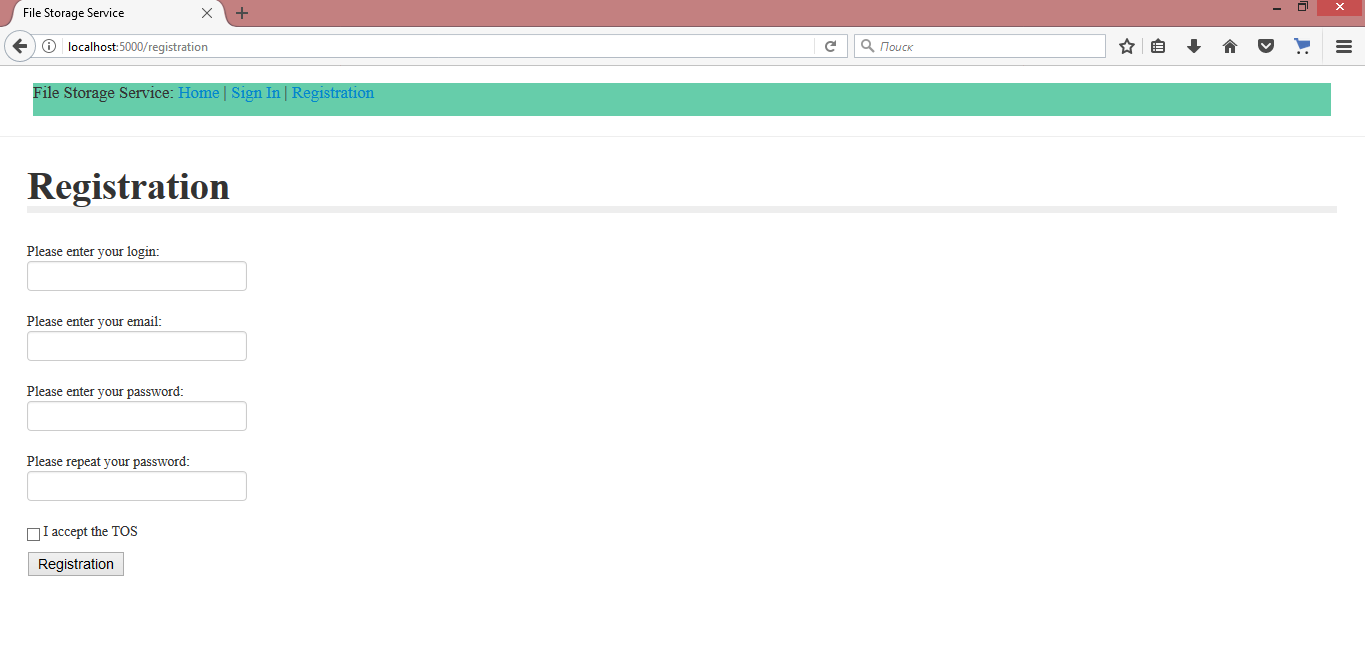 File Storage Service
localhost:5000/registration
Поиск
File Storage Service: Home | Sign In | Registration
Registration
Please enter your login:
Please enter your email:
Please enter your password:
Please repeat your password:
I accept the TOS
Registration